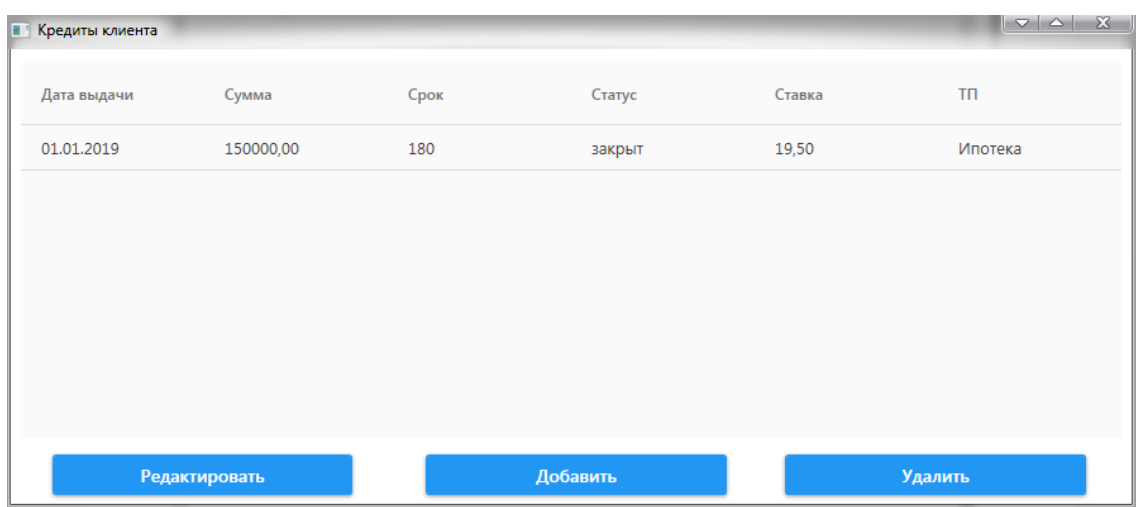 Кредиты клиента
Дата выдачи Сумма Срок Статус Ставка ТП
01.01.2019 150000,00 180 закрыт 19,50 Ипотека
Редактировать Добавить Удалить